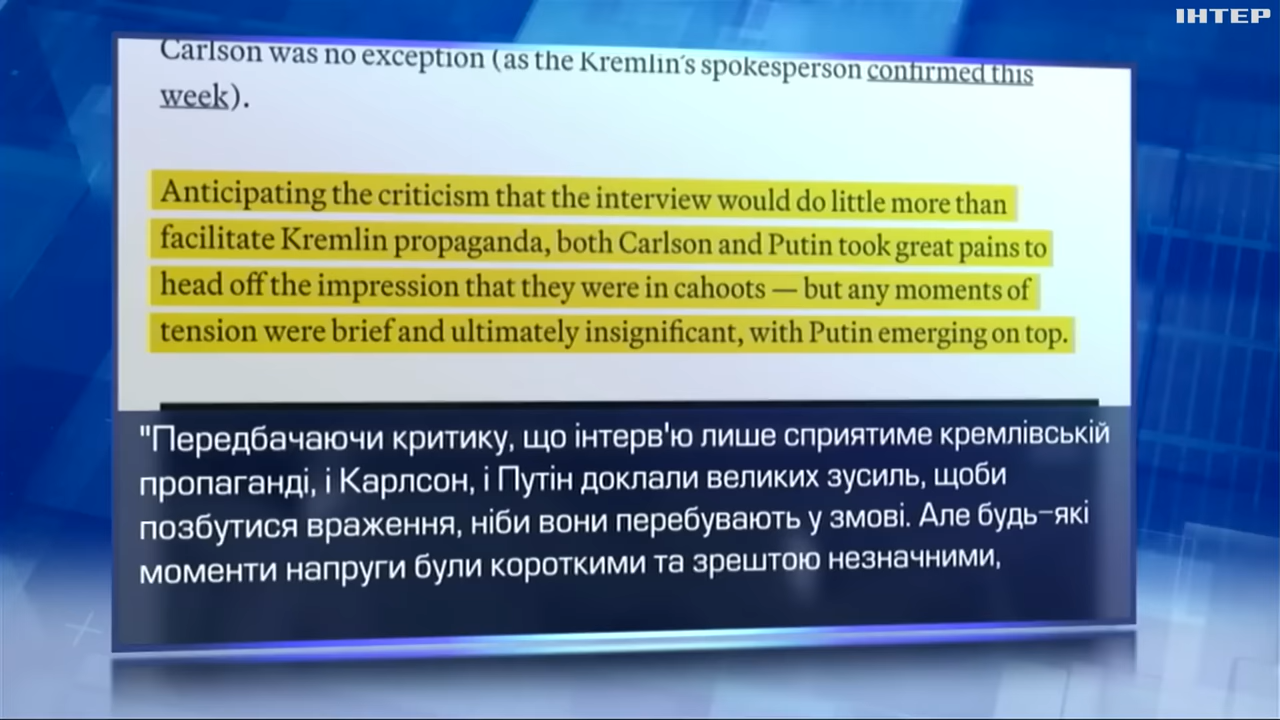 ІНТЕР
Carlson was no exception (as the Kremlin's spokesperson confirmed this
week).
Anticipating the criticism that the interview would do little more than
facilitate Kremlin propaganda, both Carlson and Putin took great pains to
head off the impression that they were in cahoots — but any moments of
tension were brief and ultimately insignificant, with Putin emerging on top.
"Передбачаючи критику, що інтерв'ю лише сприятиме кремлівській
пропаганді, і Карлсон, і Путін доклали великих зусиль, щоби
позбутися враження, ніби вони перебувають у змові. Але будь-які
моменти напруги були короткими та зрештою незначними,